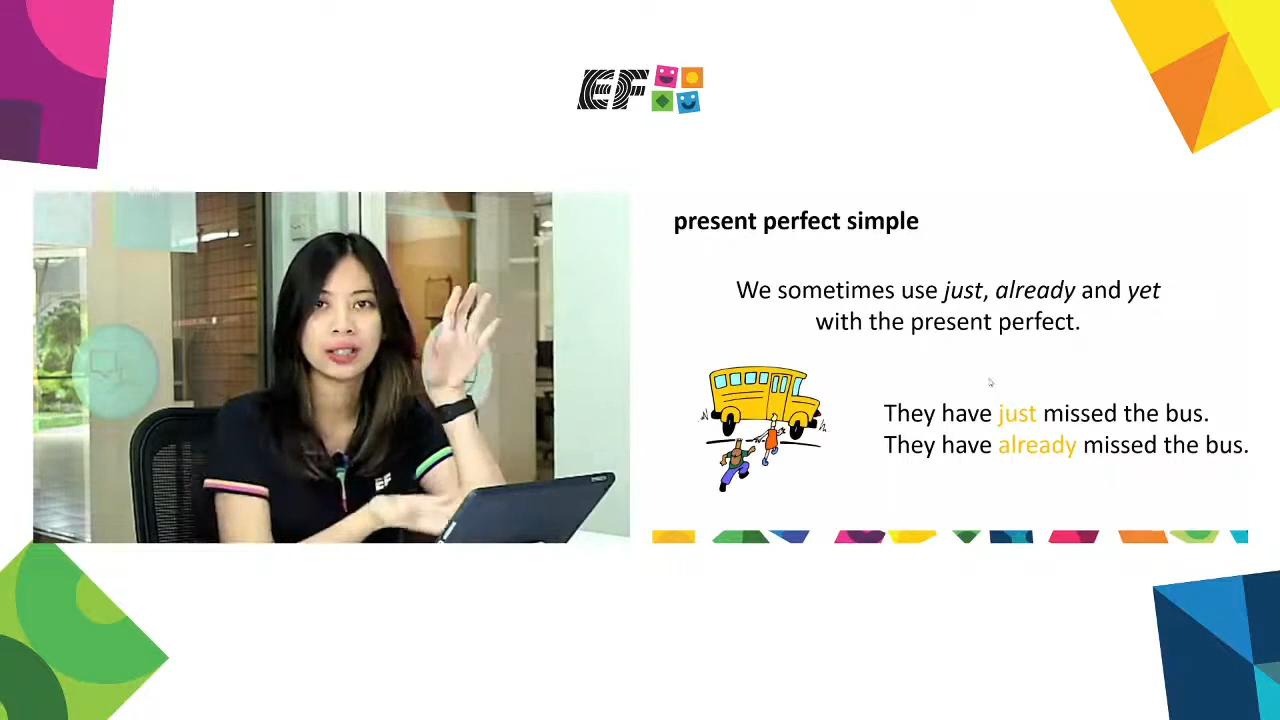 EF
present perfect simple
We sometimes use just, already and yet
with the present perfect.
They have just missed the bus.
They have already missed the bus.
EF